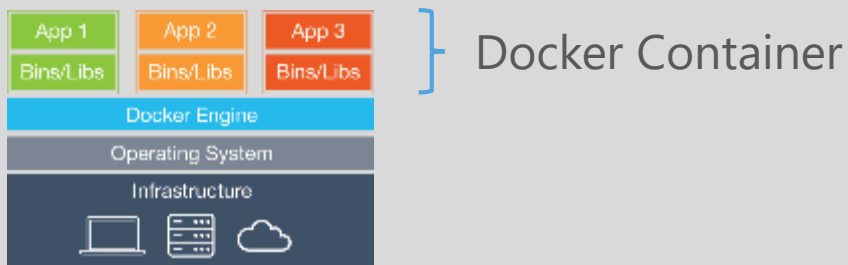 App 1
App 2
App 3
Bins/Libs
Bins/Libs
Bins/Libs
Docker Container
Docker Engine
Operating System
Infrastructure